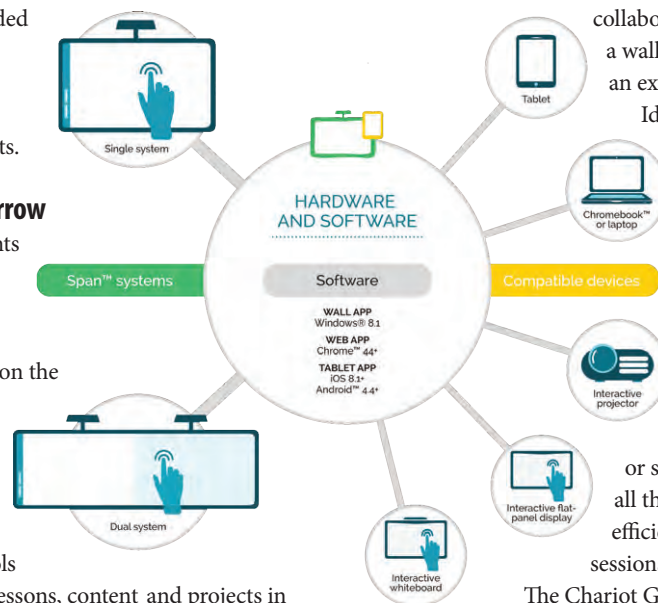 ded
ts.
rrow
nts
on the
ols
essons, content and projects in
Single system
Span™ systems
Dual system
HARDWARE
AND SOFTWARE
Software
WALL APP
Windows® 8.1
WEB APP
Chrome™ 44+
TABLET APP
iOS 8.1+
Android™ 4.4+
Tablet
Chromebook™
or laptop
Compatible devices
Interactive
projector
Interactive flat-
panel display
Interactive
whiteboard
collabo
a wall
an ex
Id
or s
all th
efficie
session
The Chariot G